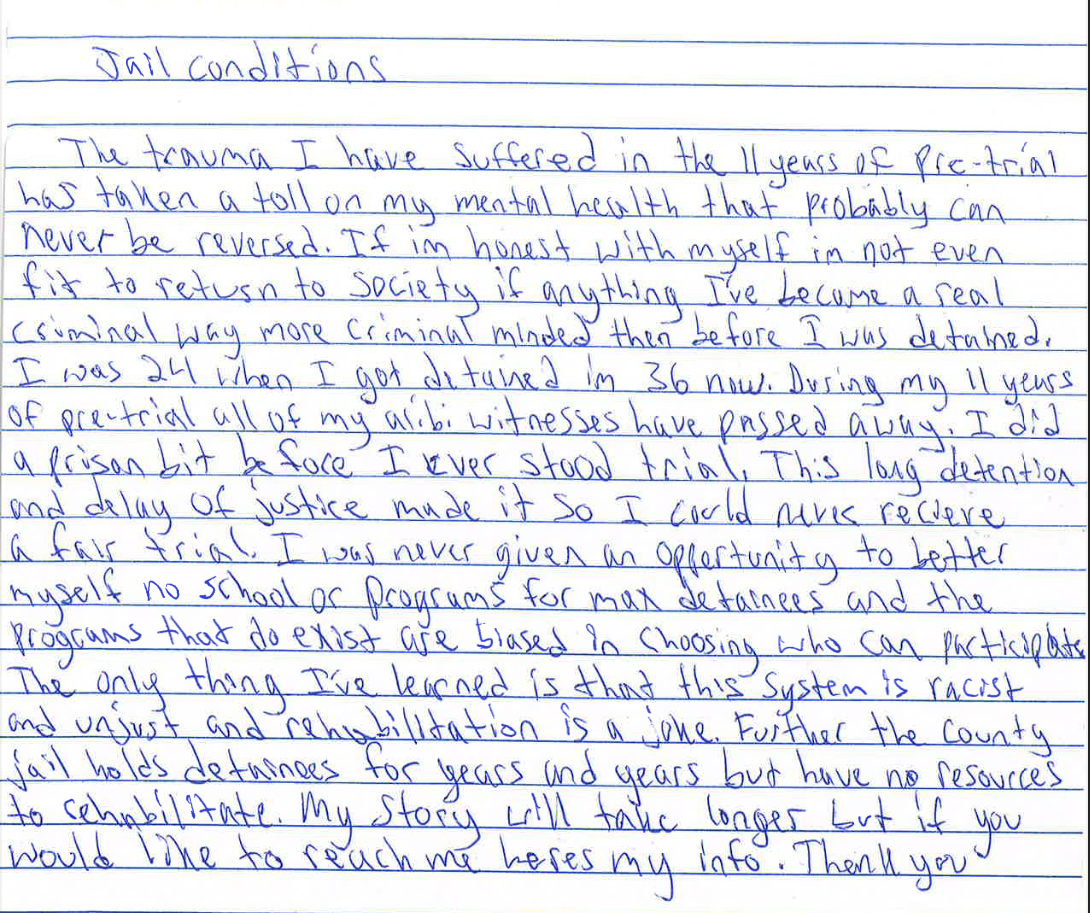 Jail conditions
The trauma I have suffered in the 11 years of Pre-trial
has taken a toll on my mental health that probably can
never be reversed. If im honest with myself im not even
fit to return to society if anything I've become a real
criminal way more criminal minded then before I was detained.
I was 24 when I got detained im 36 now. During my 11 years
of pre-trial all of my alibi witnesses have passed away. I did
a prison bit before I ever stood trial, This long detention
and delay of justice made it so I could never recieve
a fair trial. I was never given an opportunity to better
myself no school or programs for max detainees and the
programs that do exist are biased in choosing who can participate
The only thing I've learned is that this system is racist
and unjust and rehabilitation is a joke. Further the County
jail holds detainees for years and years but have no resources
to rehabilitate. My story will take longer but if you
would like to reach me heres my info. Thank you